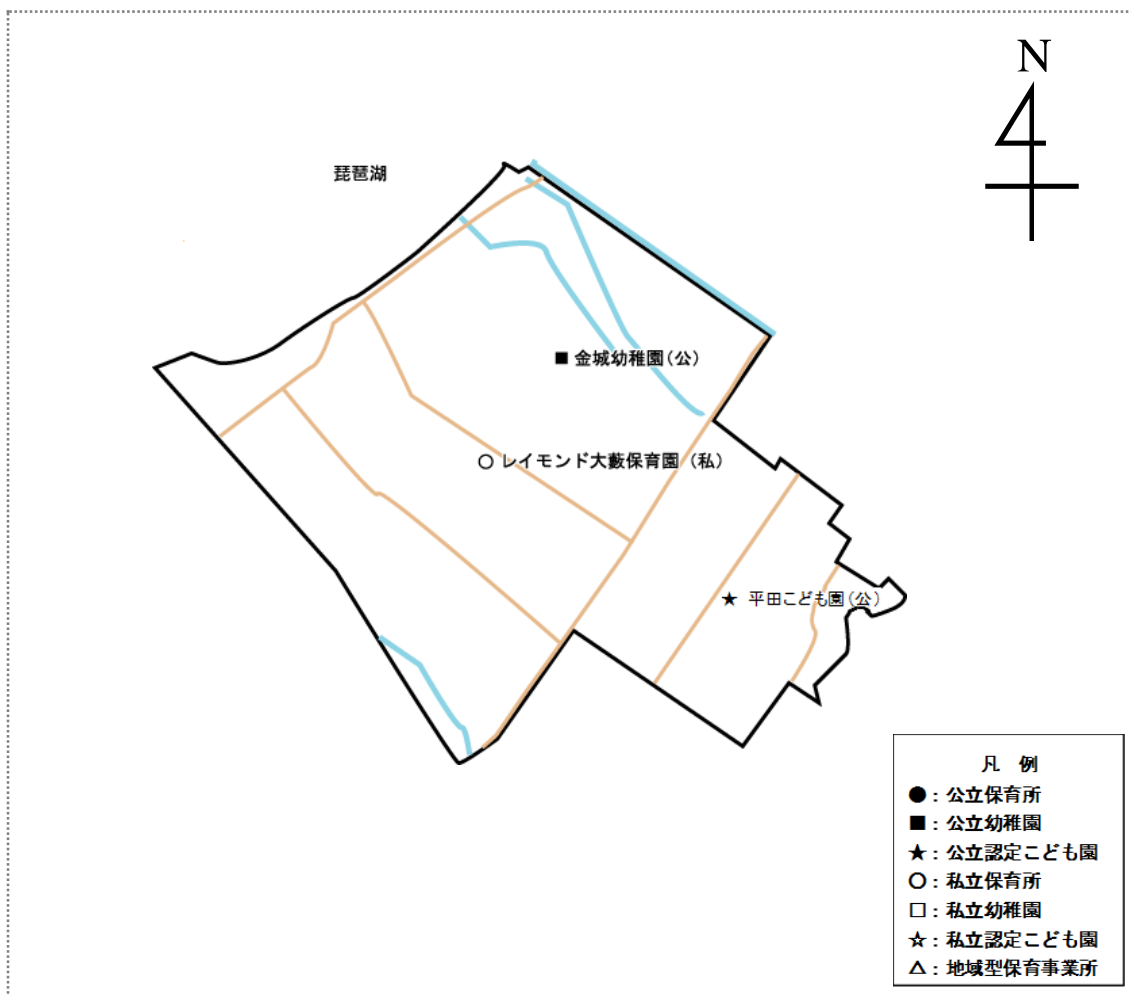 N
琵琶湖
■ 金城幼稚園(公)
○ レイモンド大藪保育園（私）
★ 平田こども園(公)
凡 例
●：公立保育所
■：公立幼稚園
★：公立認定こども園
○：私立保育所
□：私立幼稚園
☆：私立認定こども園
△：地域型保育事業所